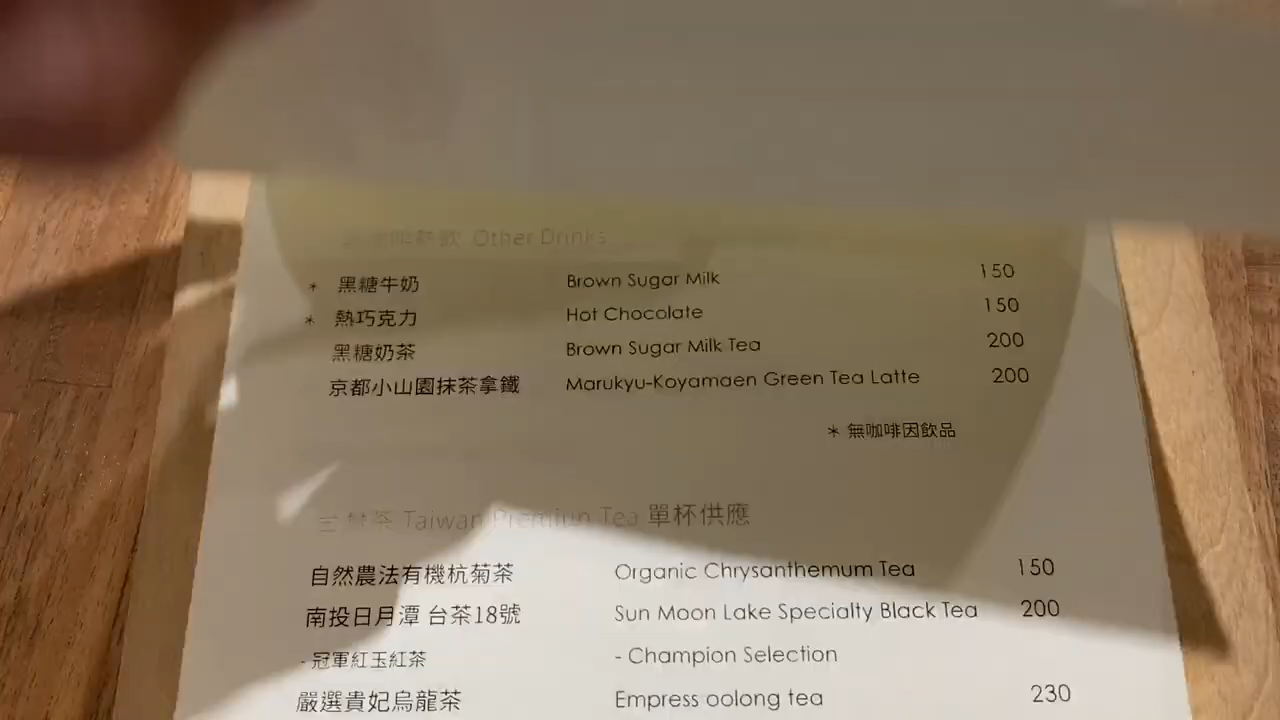 熱飲 Other Drinks
* 黑糖牛奶 Brown Sugar Milk 150
* 熱巧克力 Hot Chocolate 150
黑糖奶茶 Brown Sugar Milk Tea 200
京都小山園抹茶拿鐵 Marukyu-Koyamaen Green Tea Latte 200
* 無咖啡因飲品
茶 Taiwan Premiun Tea 單杯供應
自然農法有機杭菊茶 Organic Chrysanthemum Tea 150
南投日月潭 台茶18號 Sun Moon Lake Specialty Black Tea 200
- 冠軍紅玉紅茶 - Champion Selection
嚴選貴妃烏龍茶 Empress oolong tea 230